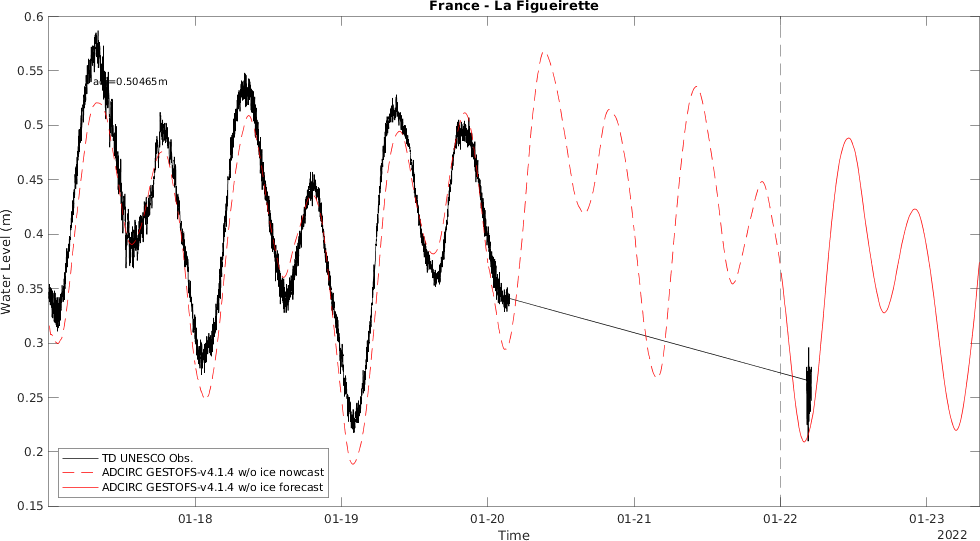 France - La Figueirette
0.6
0.55
0.5
0.45
0.4
0.35
0.3
0.25
0.2
0.15
Water Level (m)
=0.50465m
TD UNESCO Obs.
ADCIRC GESTOFS-v4.1.4 w/o ice nowcast
ADCIRC GESTOFS-v4.1.4 w/o ice forecast
01-18 01-19 01-20 01-21 01-22 01-23
Time
2022